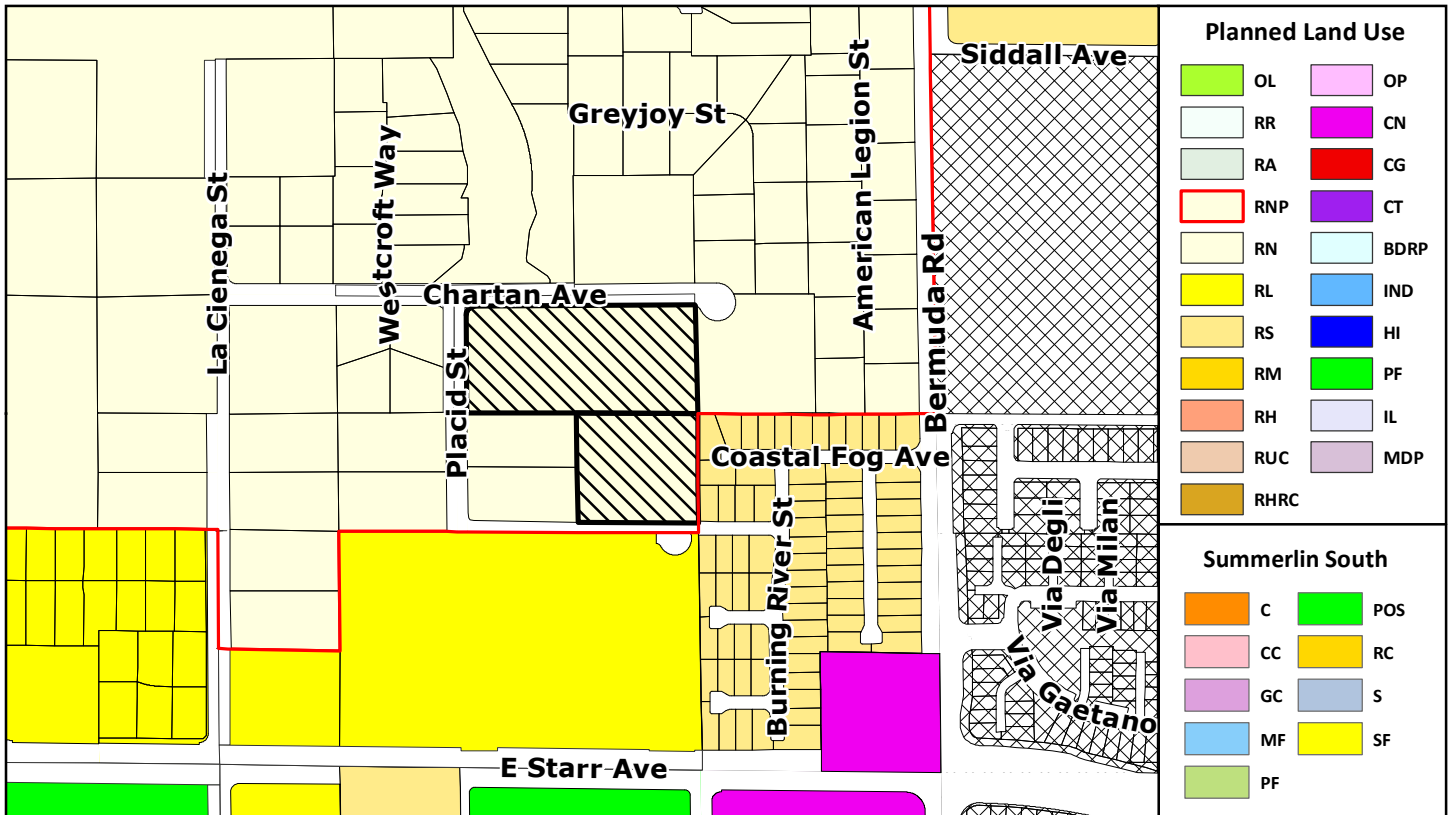 Siddall Ave
Greyjoy St
American Legion St
Westcroft Way
La Cienega St
Bermuda Rd
Chartan Ave
Placid St
Coastal Fog Ave
Burning River St
Via Degli
Via Milan
Via Gaetano
E Starr Ave
Planned Land Use
OL OP
RR CN
RA CG
RNP CT
RN BDRP
RL IND
RS HI
RM PF
RH IL
RUC MDP
RHRC
Summerlin South
C POS
CC RC
GC S
MF SF
PF